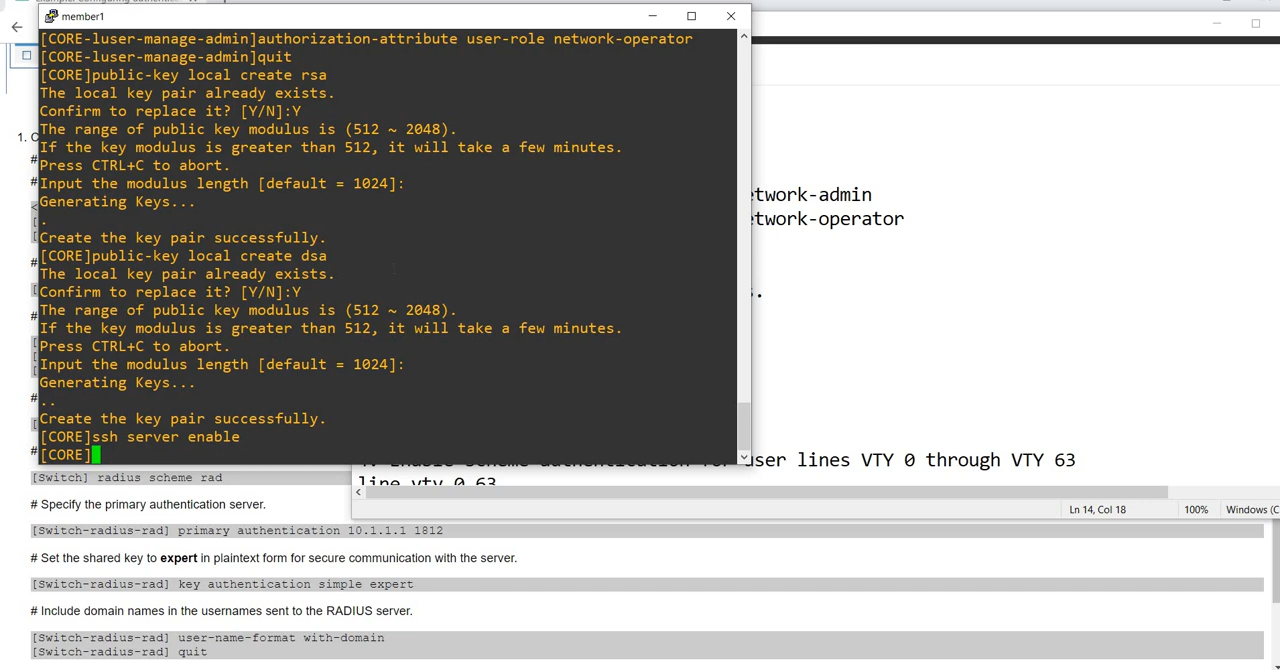 member1
[CORE-luser-manage-admin]authorization-attribute user-role network-operator
[CORE-luser-manage-admin]quit
[CORE]public-key local create rsa
The local key pair already exists.
Confirm to replace it? [Y/N]:Y
The range of public key modulus is (512 ~ 2048).
If the key modulus is greater than 512, it will take a few minutes.
Press CTRL+C to abort.
Input the modulus length [default = 1024]:
Generating Keys...
.
Create the key pair successfully.
[CORE]public-key local create dsa
The local key pair already exists.
Confirm to replace it? [Y/N]:Y
The range of public key modulus is (512 ~ 2048).
If the key modulus is greater than 512, it will take a few minutes.
Press CTRL+C to abort.
Input the modulus length [default = 1024]:
Generating Keys...
..
Create the key pair successfully.
[CORE]ssh server enable
[CORE]
etwork-admin
etwork-operator
user lines VTY 0 through VTY 63
line vty 0 63
Ln 14, Col 18
100%
Windows (C
1.
#
#
#
#
#
#
[Switch] radius scheme rad
# Specify the primary authentication server.
[Switch-radius-rad] primary authentication 10.1.1.1 1812
# Set the shared key to expert in plaintext form for secure communication with the server.
[Switch-radius-rad] key authentication simple expert
# Include domain names in the usernames sent to the RADIUS server.
[Switch-radius-rad] user-name-format with-domain
[Switch-radius-rad] quit